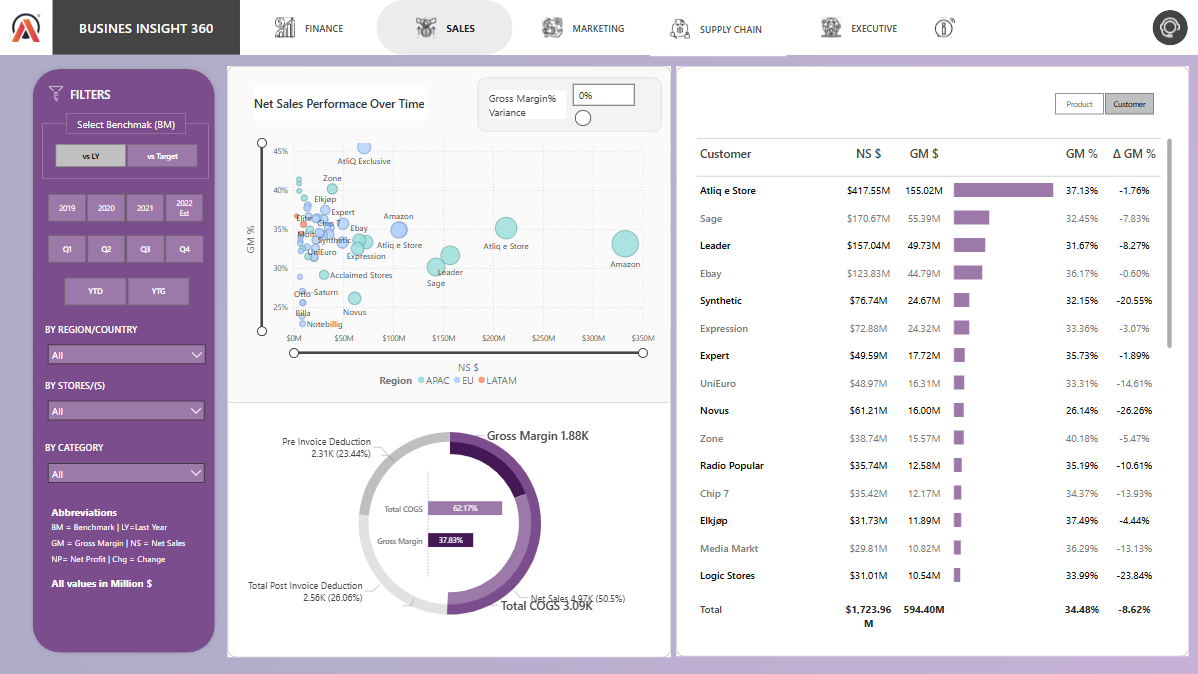 BUSINES INSIGHT 360
FINANCE
SALES
MARKETING
SUPPLY CHAIN
EXECUTIVE
FILTERS
Select Benchmak (BM)
vs LY
vs Target
2019
2020
2021
2022
Est
Q1
Q2
Q3
Q4
YTD
YTG
BY REGION/COUNTRY
All
BY STORES/(S)
All
BY CATEGORY
All
Abbreviations
BM = Benchmark | LY=Last Year
GM = Gross Margin | NS = Net Sales
NP= Net Profit | Chg = Change
All values in Million $
Net Sales Performace Over Time
Gross Margin%
Variance
0%
GM %
45%
40%
35%
30%
25%
AtliQ Exclusive
Zone
Elkjøp
Expert
Elite
Chip 7
Amazon
Ebay
Synthetic
Atliq e Store
Atliq e Store
UniEuro
Expression
Amazon
Acclaimed Stores
Leader
Sage
Otto
Saturn
Novus
Billa
Notebillig
$0M
$50M
$100M
$150M
$200M
$250M
$300M
$350M
NS $
Region APAC EU LATAM
Gross Margin 1.88K
Pre Invoice Deduction
2.31K (23.44%)
Total COGS
62.17%
Gross Margin
37.83%
Total Post Invoice Deduction
2.56K (26.06%)
Net Sales 4.97K (50.5%)
Total COGS 3.09K
Product
Customer
Customer NS $ GM $ GM % Δ GM %
Atliq e Store $417.55M 155.02M 37.13% -1.76%
Sage $170.67M 55.39M 32.45% -7.83%
Leader $157.04M 49.73M 31.67% -8.27%
Ebay $123.83M 44.79M 36.17% -0.60%
Synthetic $76.74M 24.67M 32.15% -20.55%
Expression $72.88M 24.32M 33.36% -3.07%
Expert $49.59M 17.72M 35.73% -1.89%
UniEuro $48.97M 16.31M 33.31% -14.61%
Novus $61.21M 16.00M 26.14% -26.26%
Zone $38.74M 15.57M 40.18% -5.47%
Radio Popular $35.74M 12.58M 35.19% -10.61%
Chip 7 $35.42M 12.17M 34.37% -13.93%
Elkjøp $31.73M 11.89M 37.49% -4.44%
Media Markt $29.81M 10.82M 36.29% -13.13%
Logic Stores $31.01M 10.54M 33.99% -23.84%
Total $1,723.96 594.40M 34.48% -8.62%
M